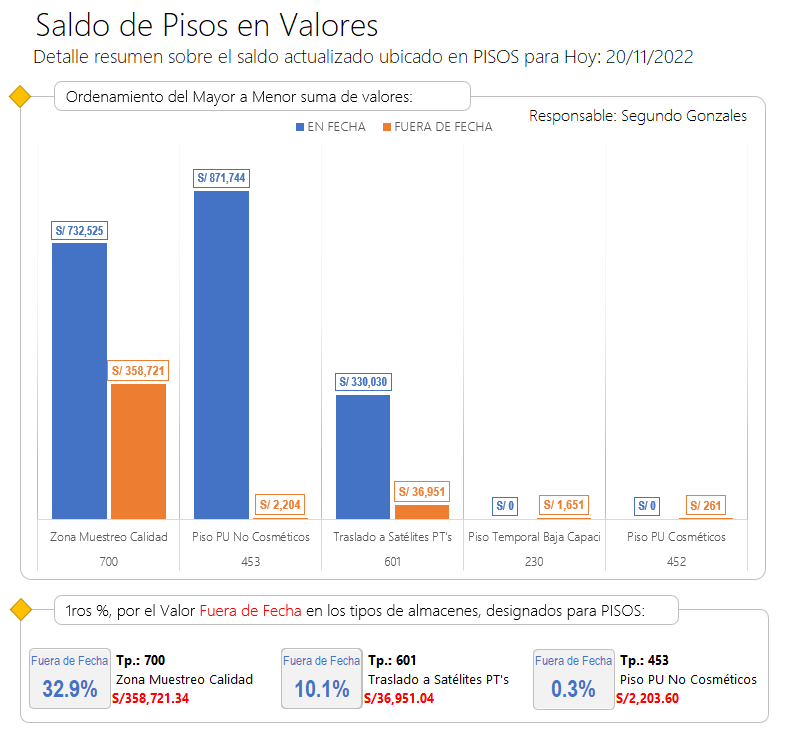 Saldo de Pisos en Valores
Detalle resumen sobre el saldo actualizado ubicado en PISOS para Hoy: 20/11/2022
Ordenamiento del Mayor a Menor suma de valores:
Responsable: Segundo Gonzales
EN FECHA FUERA DE FECHA
S/ 871,744
S/ 732,525
S/ 358,721
S/ 330,030
S/ 36,951
S/ 2,204
S/ 0
S/ 1,651
S/ 0
S/ 261
Zona Muestreo Calidad Piso PU No Cosméticos Traslado a Satélites PT's Piso Temporal Baja Capaci Piso PU Cosméticos
700 453 601 230 452
1ros %, por el Valor Fuera de Fecha en los tipos de almacenes, designados para PISOS:
Fuera de Fecha
32.9%
Tp.: 700
Zona Muestreo Calidad
S/358,721.34
Fuera de Fecha
10.1%
Tp.: 601
Traslado a Satélites PT's
S/36,951.04
Fuera de Fecha
0.3%
Tp.: 453
Piso PU No Cosméticos
S/2,203.60